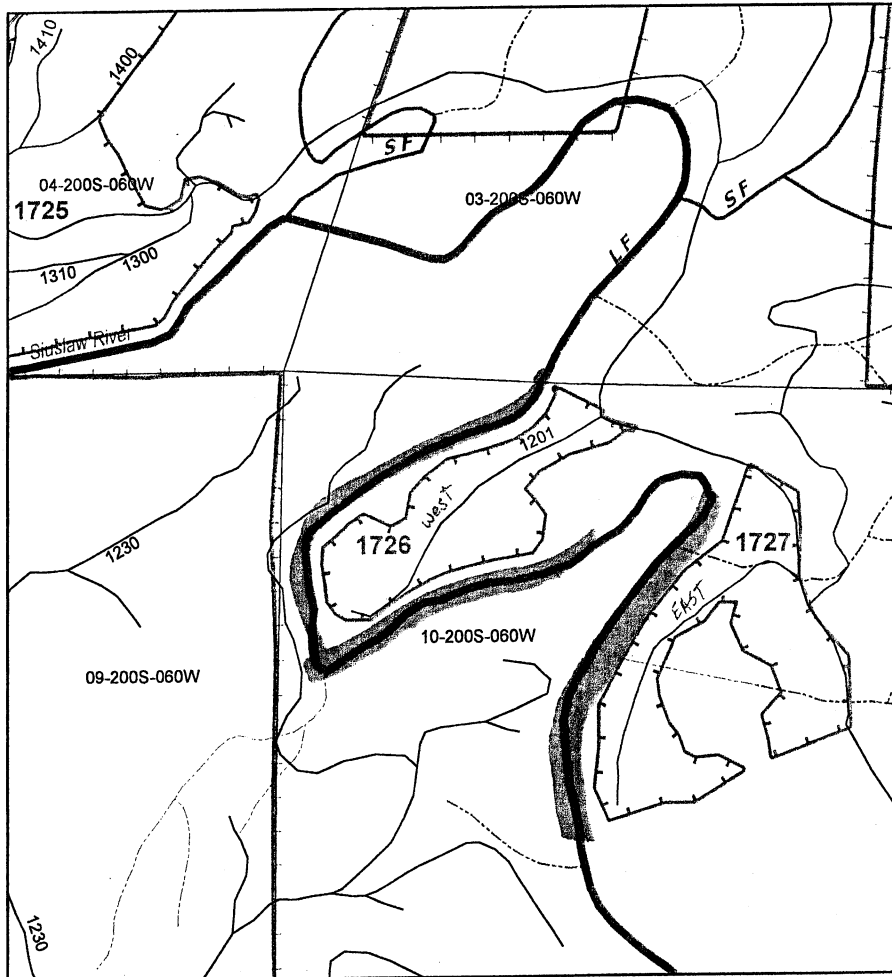 1410
1400
SF
04-200S-060W
03-200S-060W
SF
1725
LF
1310
1300
Siuslaw River
1201
West
1726
1727
1230
EAST
10-200S-060W
09-200S-060W
1230